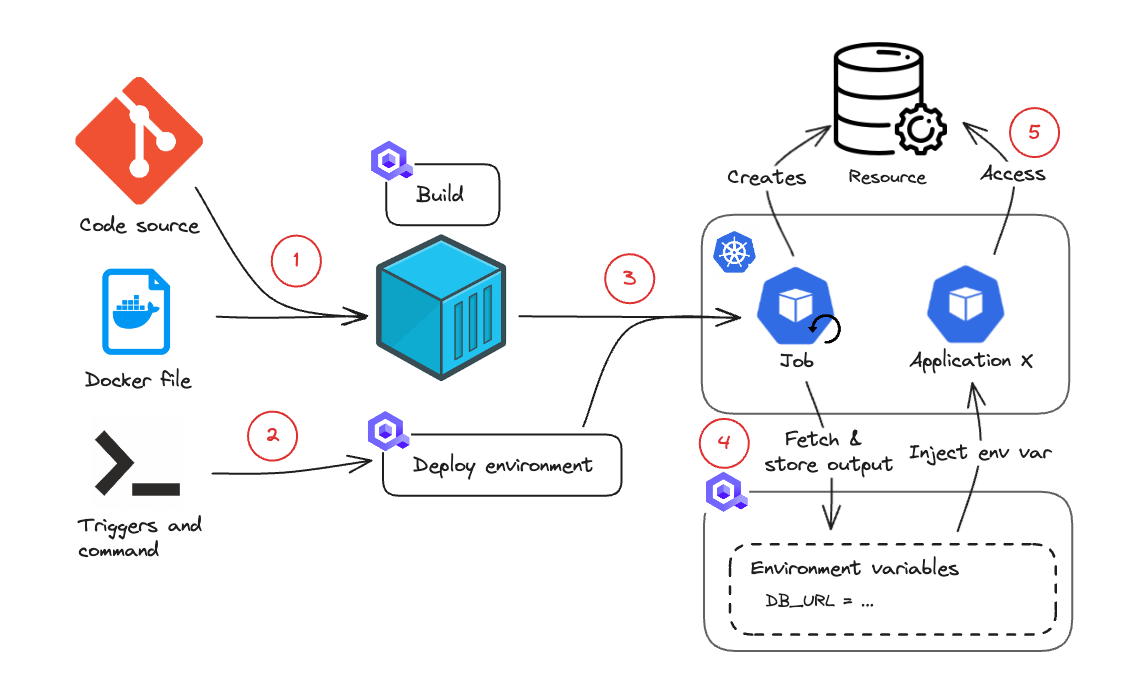 Code source
Docker file
Triggers and
command
1
2
Build
Deploy environment
3
Creates
Resource
Access
5
Job
Application X
4
Fetch &
store output
Inject env var
Environment variables
DB_URL = ...